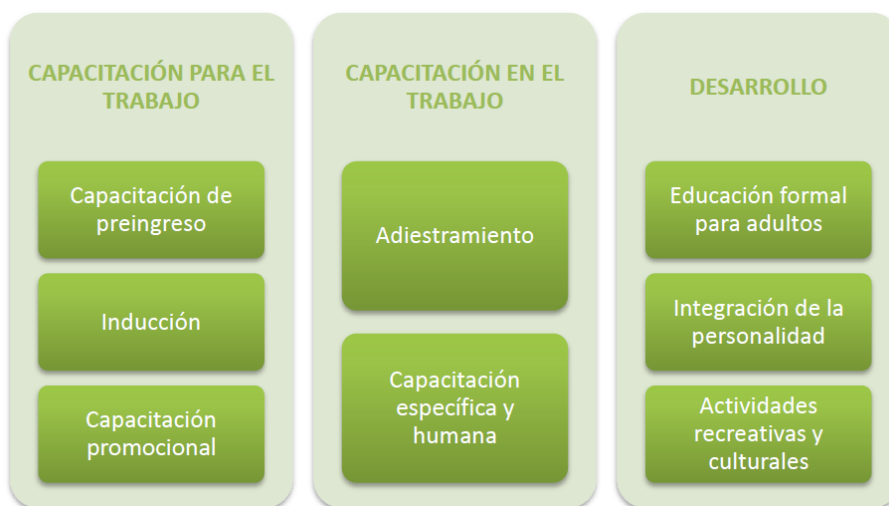 CAPACITACIÓN PARA EL
TRABAJO
Capacitación de
preingreso
Inducción
Capacitación
promocional
CAPACITACIÓN EN EL
TRABAJO
Adiestramiento
Capacitación
específica y
humana
DESARROLLO
Educación formal
para adultos
Integración de la
personalidad
Actividades
recreativas y
culturales